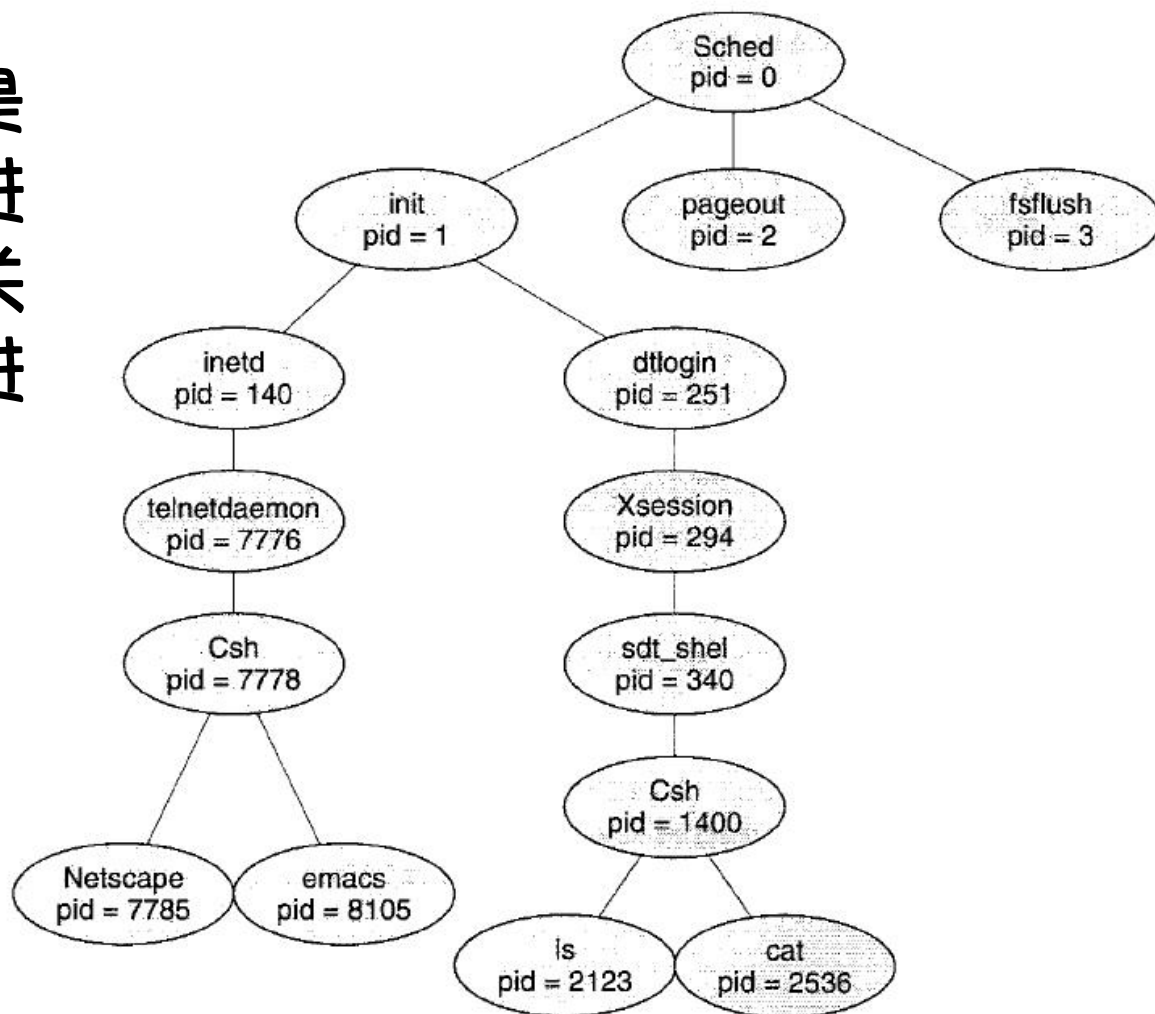 Sched
pid = 0
init
pid = 1
pageout
pid = 2
fsflush
pid = 3
inetd
pid = 140
dtlogin
pid = 251
telnetdaemon
pid = 7776
Xsession
pid = 294
Csh
pid = 7778
sdt_shel
pid = 340
Csh
pid = 1400
Netscape
pid = 7785
emacs
pid = 8105
ls
pid = 2123
cat
pid = 2536